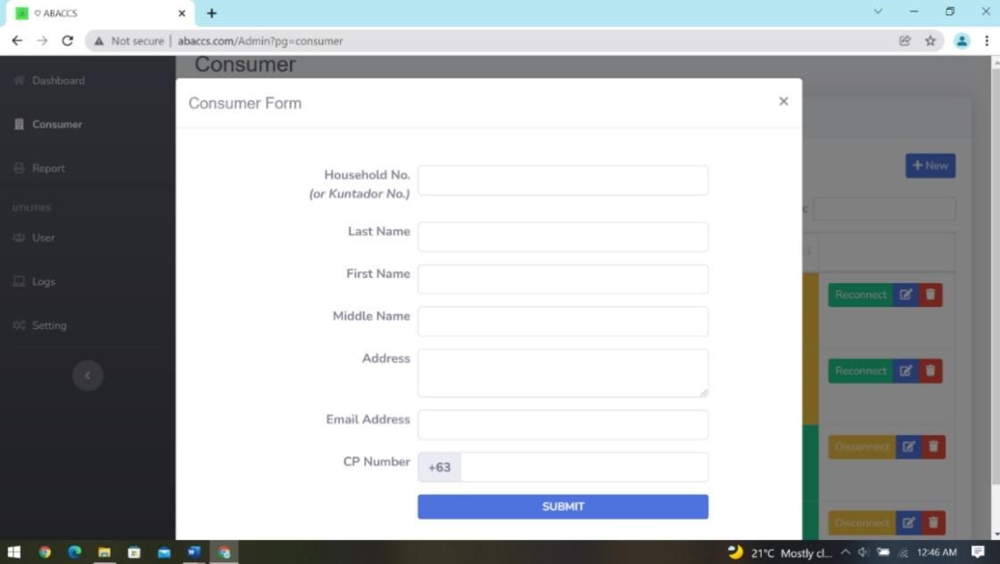 ABACCS
Not secure | abaccs.com/Admin?pg=consumer
Dashboard
Consumer
Report
UTILITIES
User
Logs
Setting
Consumer
Consumer Form
×
Household No.
(or Kuntador No.)
Last Name
First Name
Middle Name
Address
Email Address
CP Number
+63
SUBMIT
+ New
Reconnect
Reconnect
Disconnect
Disconnect
21°C Mostly cl...
12:46 AM